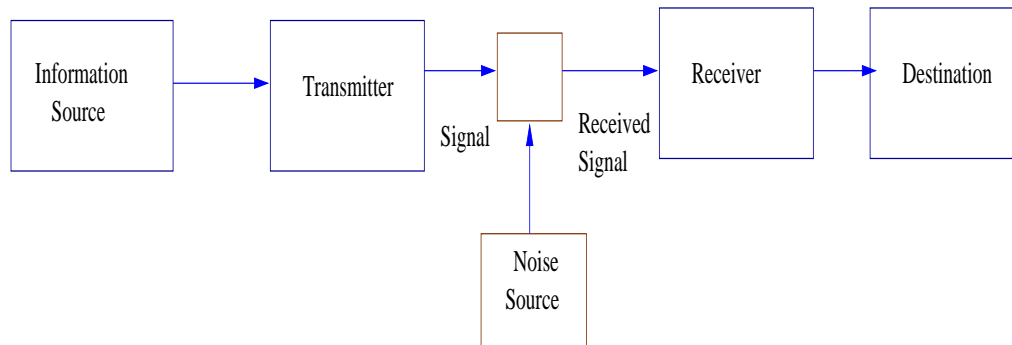 Information
Source
Transmitter
Signal
Received
Signal
Receiver
Destination
Noise
Source